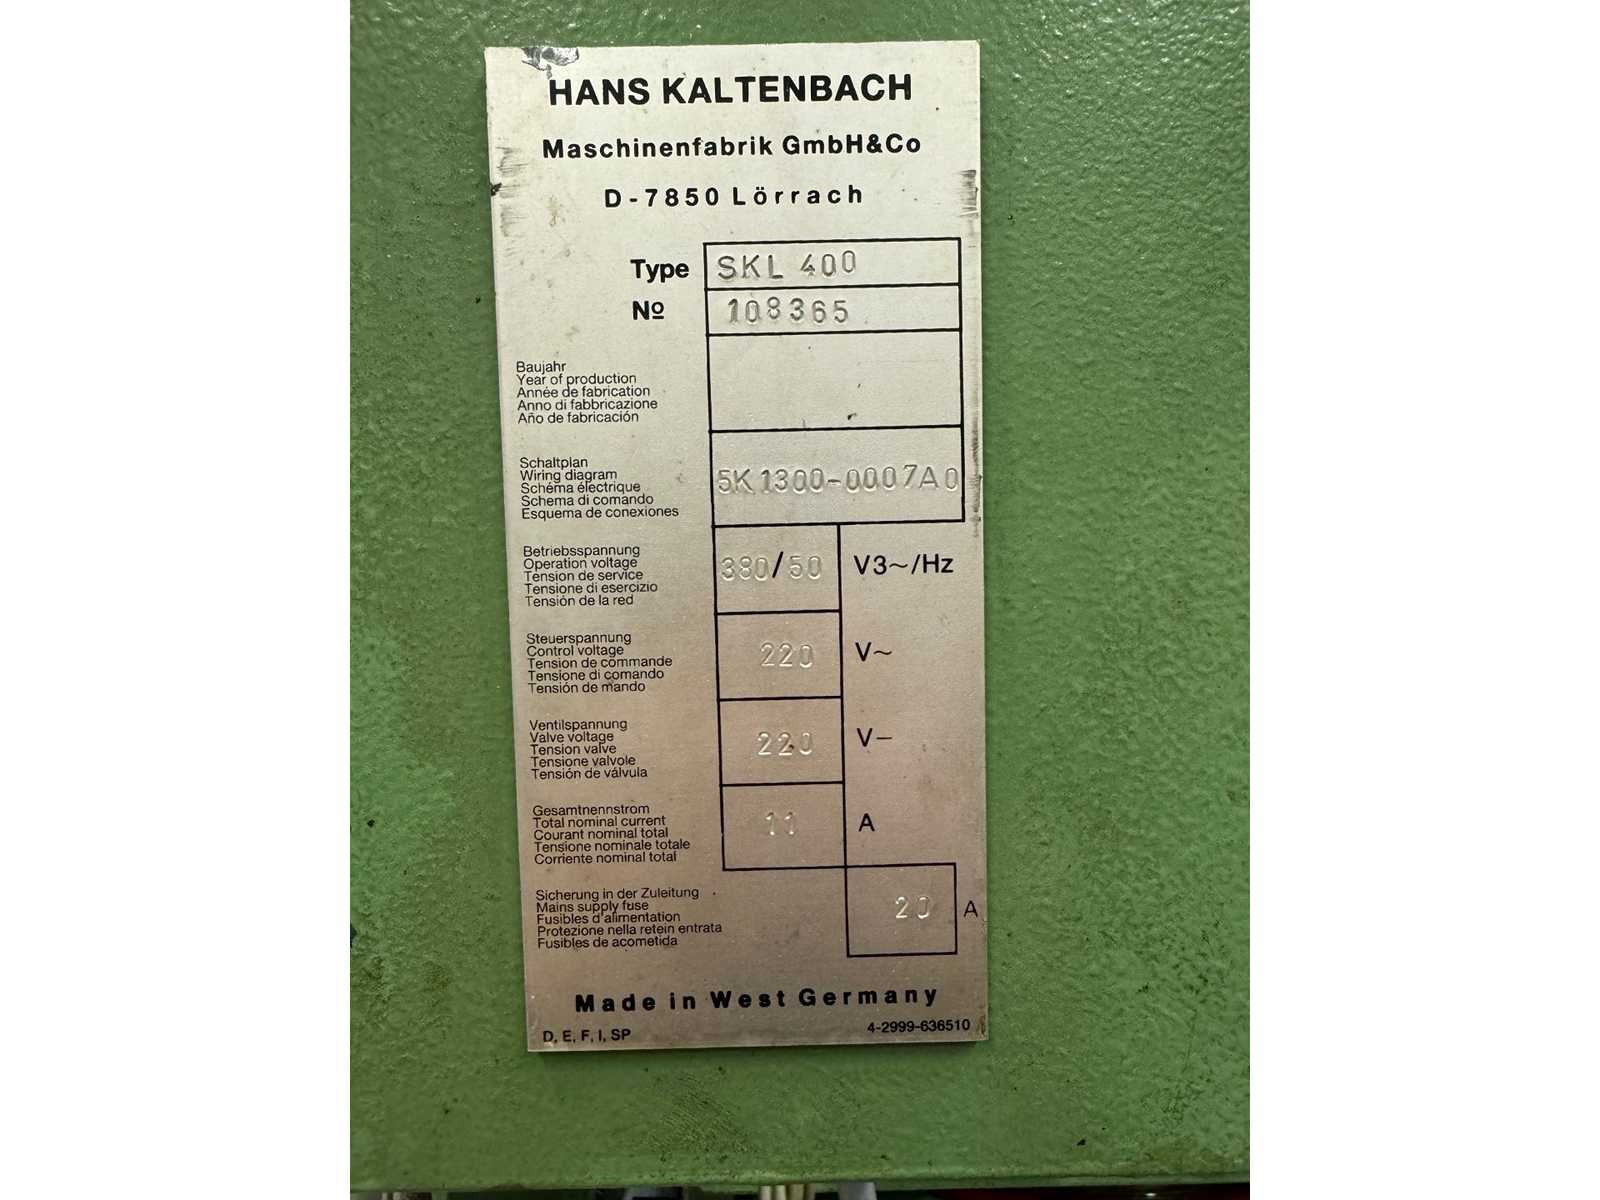 HANS KALTENBACH
Maschinenfabrik GmbH&Co
D-7850 Lörrach
Type SKL 400
Nº 108365
Baujahr
Year of production
Année de fabrication
Anno di fabbricazione
Año de fabricación
Schaltplan
Wiring diagram
Schéma électrique
Schema di comando
Esquema de conexiones
5K1300-0007A0
Betriebsspannung
Operation voltage
Tension de service
Tensione di esercizio
Tensión de la red
380/50 V3~/Hz
Steuerspannung
Control voltage
Tension de commande
Tensione di comando
Tensión de mando
220 V~
Ventilspannung
Valve voltage
Tension valve
Tensione valvole
Tensión de válvula
220 V–
Gesamtnennstrom
Total nominal current
Courant nominal total
Tensione nominale totale
Corriente nominal total
11 A
Sicherung in der Zuleitung
Mains supply fuse
Fusibles d'alimentation
Protezione nella retein entrata
Fusibles de acometida
20 A
Made in West Germany
D, E, F, I, SP
4-2999-636510